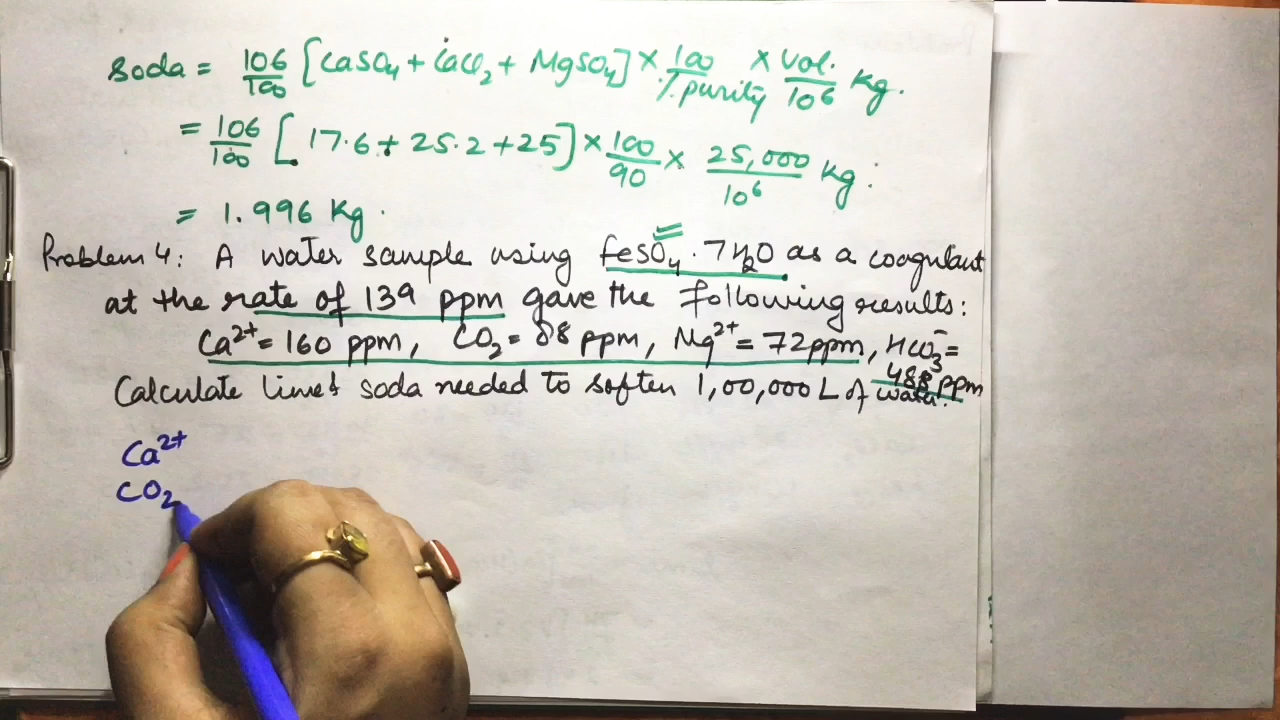 Soda = 106/100 [CaSO4 + CaCl2 + MgSO4] × 100/% purity × Vol./10^6 Kg.
= 106/100 [17.6 + 25.2 + 25] × 100/90 × 25,000/10^6 Kg.
= 1.996 Kg.
Problem 4: A water sample using FeSO4.7H2O as a coagulant
at the rate of 139 ppm gave the following results:
Ca2+ = 160 ppm, CO2 = 88 ppm, Mg2+ = 72ppm, HCO3- =
488 ppm
Calculate lime & soda needed to soften 1,00,000 L of water.
Ca2+
CO2